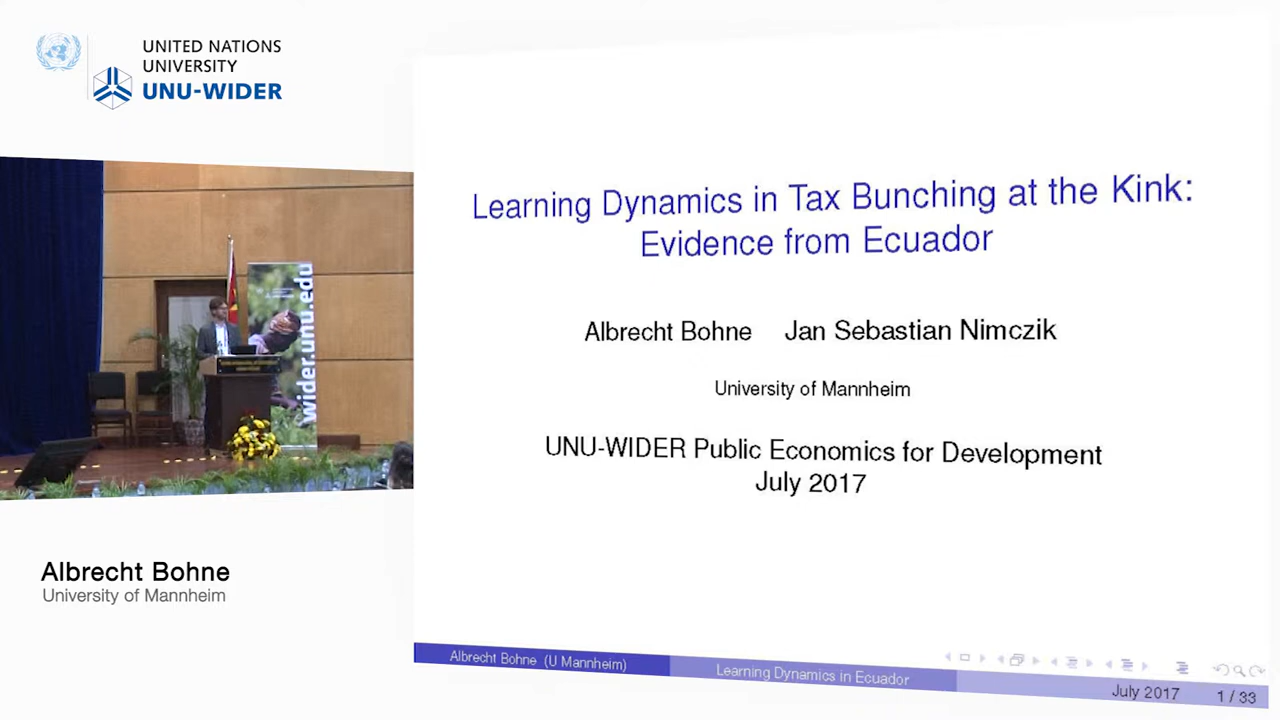 UNITED NATIONS
UNIVERSITY
UNU-WIDER
wider.unu.edu
Albrecht Bohne
University of Mannheim
Learning Dynamics in Tax Bunching at the Kink:
Evidence from Ecuador
Albrecht Bohne Jan Sebastian Nimczik
University of Mannheim
UNU-WIDER Public Economics for Development
July 2017
Albrecht Bohne (U Mannheim)
Learning Dynamics in Ecuador
July 2017
1 / 33